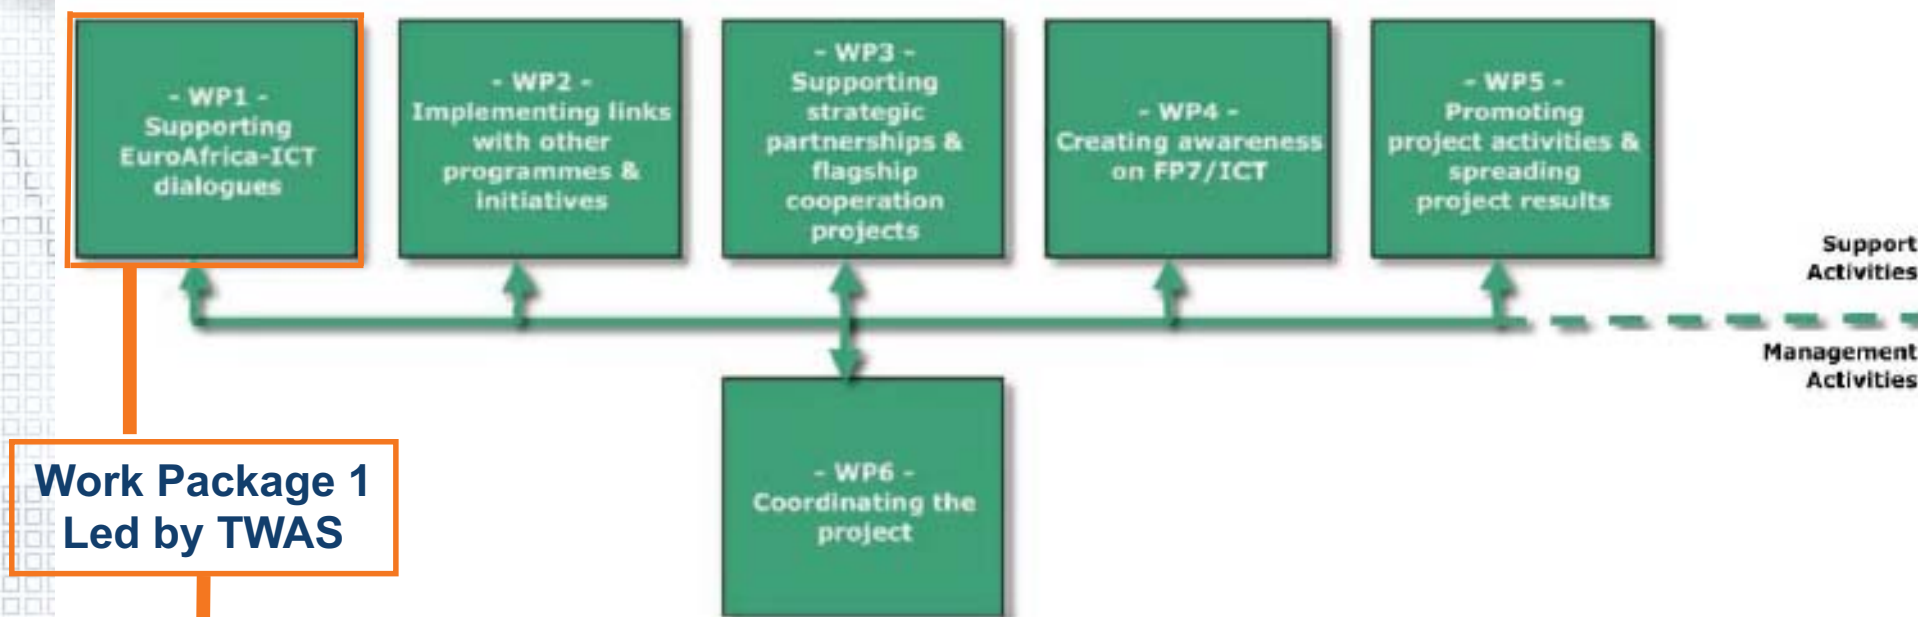 - WP1 -
Supporting
EuroAfrica-ICT
dialogues
- WP2 -
Implementing links
with other
programmes &
initiatives
- WP3 -
Supporting
strategic
partnerships &
flagship
cooperation
projects
- WP4 -
Creating awareness
on FP7/ICT
- WP5 -
Promoting
project activities &
spreading
project results
Support
Activities
Management
Activities
- WP6 -
Coordinating the
project
Work Package 1
Led by TWAS